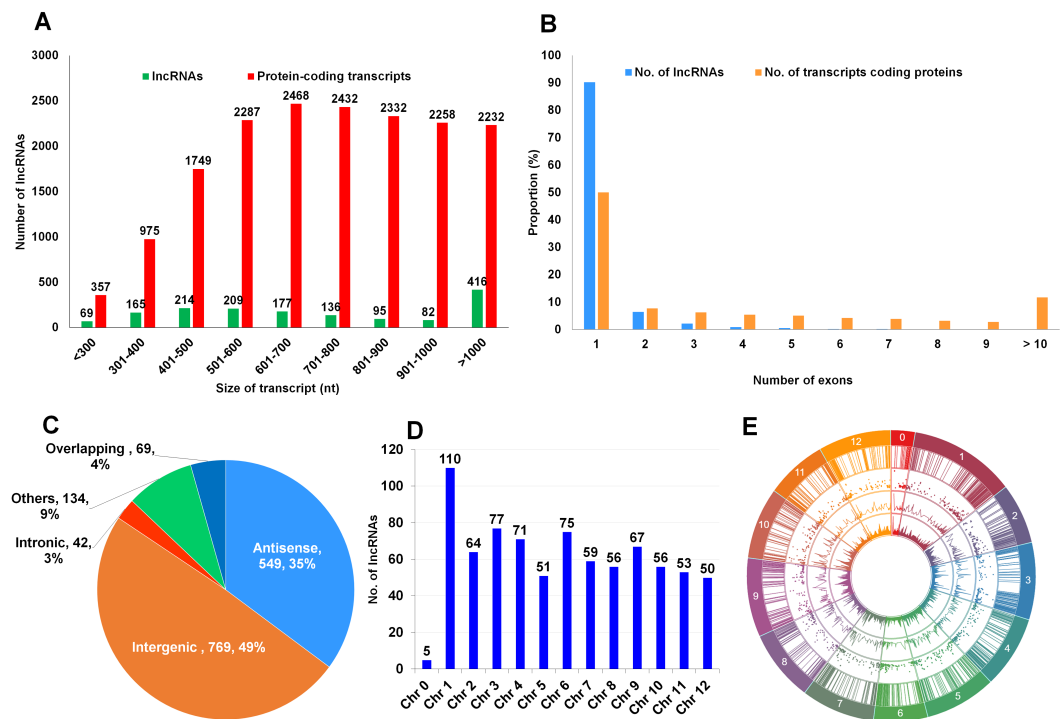 A
3000
2500
2000
1500
1000
500
0
Number of lncRNAs
lncRNAs
Protein-coding transcripts
69
357
165
975
214
1749
209
2287
177
2468
136
2432
95
2332
82
2258
416
2232
<300
301-400
401-500
501-600
601-700
701-800
801-900
901-1000
>1000
Size of transcript (nt)
B
100
90
80
70
60
50
40
30
20
10
0
Proportion (%)
No. of lncRNAs
No. of transcripts coding proteins
1
2
3
4
5
6
7
8
9
> 10
Number of exons
C
Overlapping , 69,
4%
Others, 134,
9%
Intronic, 42,
3%
Antisense,
549, 35%
Intergenic , 769, 49%
D
120
100
80
60
40
20
0
No. of lncRNAs
5
110
64
77
71
51
75
59
56
67
56
53
50
Chr 0
Chr 1
Chr 2
Chr 3
Chr 4
Chr 5
Chr 6
Chr 7
Chr 8
Chr 9
Chr 10
Chr 11
Chr 12
E
0
1
2
3
4
5
6
7
8
9
10
11
12